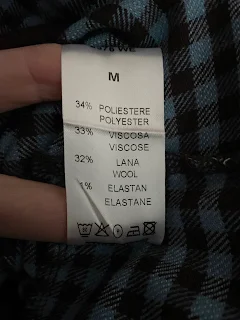 M
34% POLIESTERE
POLYESTER
33% VISCOSA
VISCOSE
32% LANA
WOOL
1% ELASTAN
ELASTANE